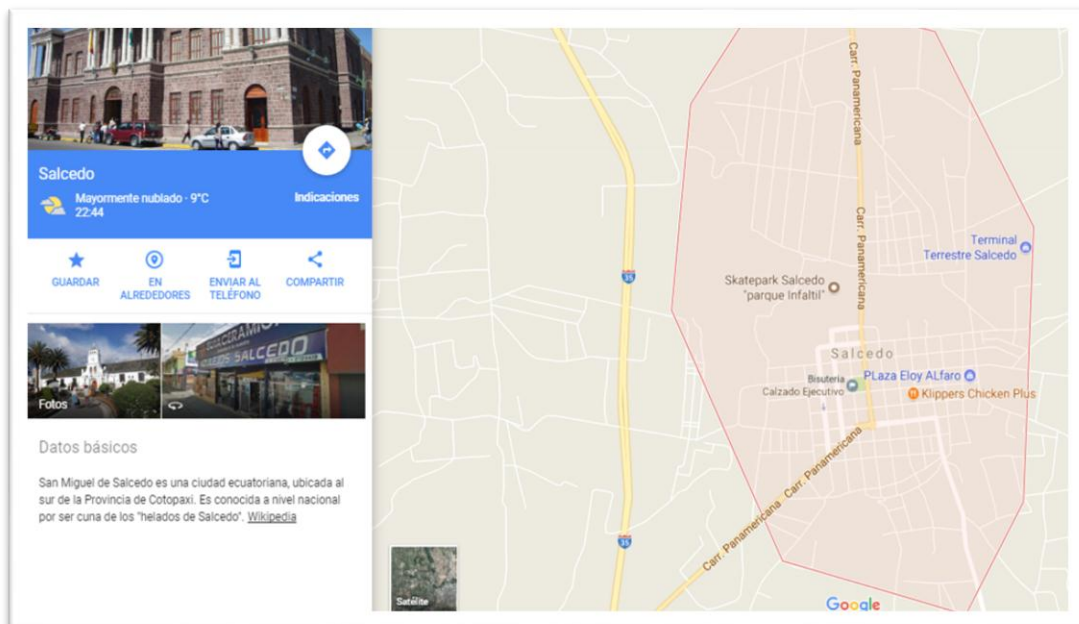 Salcedo
Mayormente nublado · 9°C
22:44
Indicaciones
GUARDAR
EN
ALREDEDORES
ENVIAR AL
TELÉFONO
COMPARTIR
SALCEDO
Fotos
Datos básicos
San Miguel de Salcedo es una ciudad ecuatoriana, ubicada al
sur de la Provincia de Cotopaxi. Es conocida a nivel nacional
por ser cuna de los "helados de Salcedo". Wikipedia
Carr. Panamericana
Carr. Panamericana
Terminal
Terrestre Salcedo
35
Skatepark Salcedo
"parque Infaltil"
Salcedo
Bisuteria
Calzado Ejecutivo
PLaza Eloy ALfaro
Klippers Chicken Plus
Carr. Panamericana
Carr. Panamericana
35
Satélite
Google